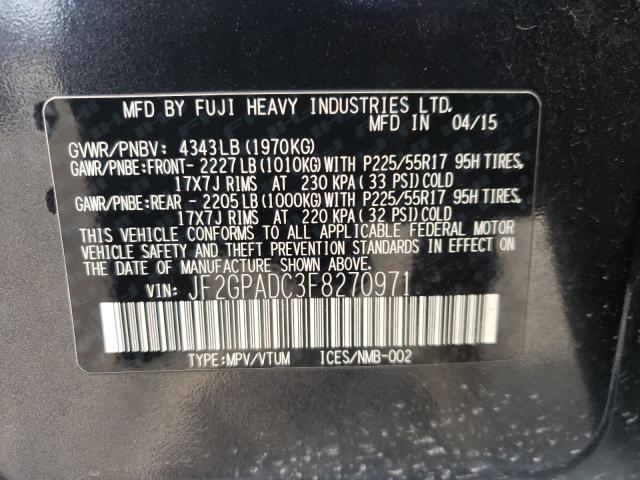 MFD BY FUJI HEAVY INDUSTRIES LTD.
MFD IN 04/15
GVWR/PNBV: 4343LB (1970KG)
GAWR/PNBE:FRONT- 2227LB(1010KG)WITH P225/55R17 95H TIRES,
17X7J RIMS AT 230 KPA (33 PSI)COLD
GAWR/PNBE:REAR - 2205LB(1000KG)WITH P225/55R17 95H TIRES,
17X7J RIMS AT 220 KPA (32 PSI)COLD
THIS VEHICLE CONFORMS TO ALL APPLICABLE FEDERAL MOTOR
VEHICLE SAFETY AND THEFT PREVENTION STANDARDS IN EFFECT ON
THE DATE OF MANUFACTURE SHOWN ABOVE.
VIN: JF2GPADC3F8270971
TYPE:MPV/VTUM ICES/NMB-002